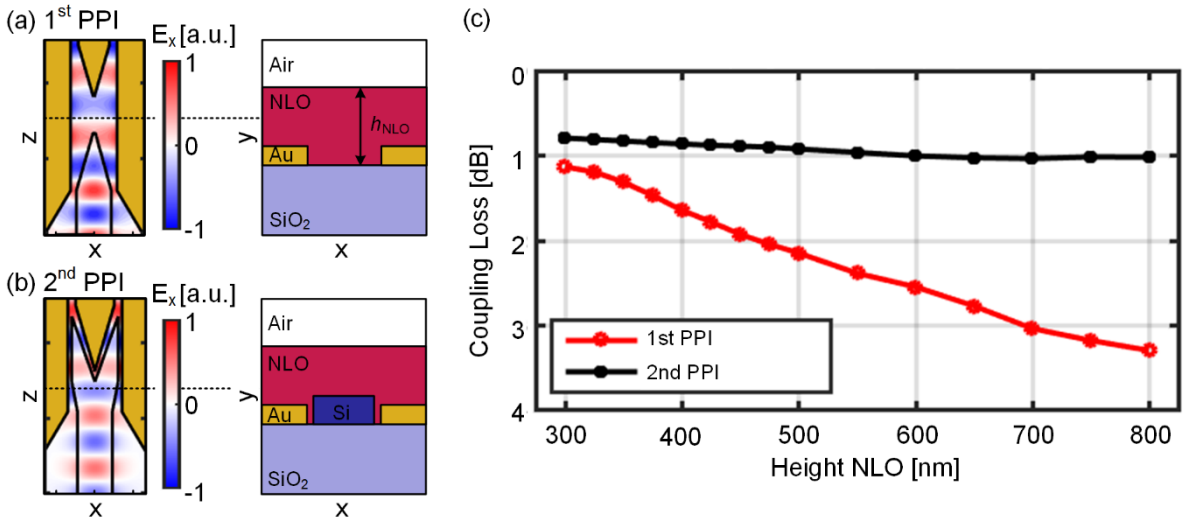 (a) 1st PPI
Ex [a.u.]
1
0
-1
z
x
Air
NLO
hNLO
Au
SiO2
y
x
(b) 2nd PPI
Ex [a.u.]
1
0
-1
z
x
Air
NLO
Au
Si
SiO2
y
x
(c)
Coupling Loss [dB]
0
1
2
3
4
1st PPI
2nd PPI
300 400 500 600 700 800
Height NLO [nm]